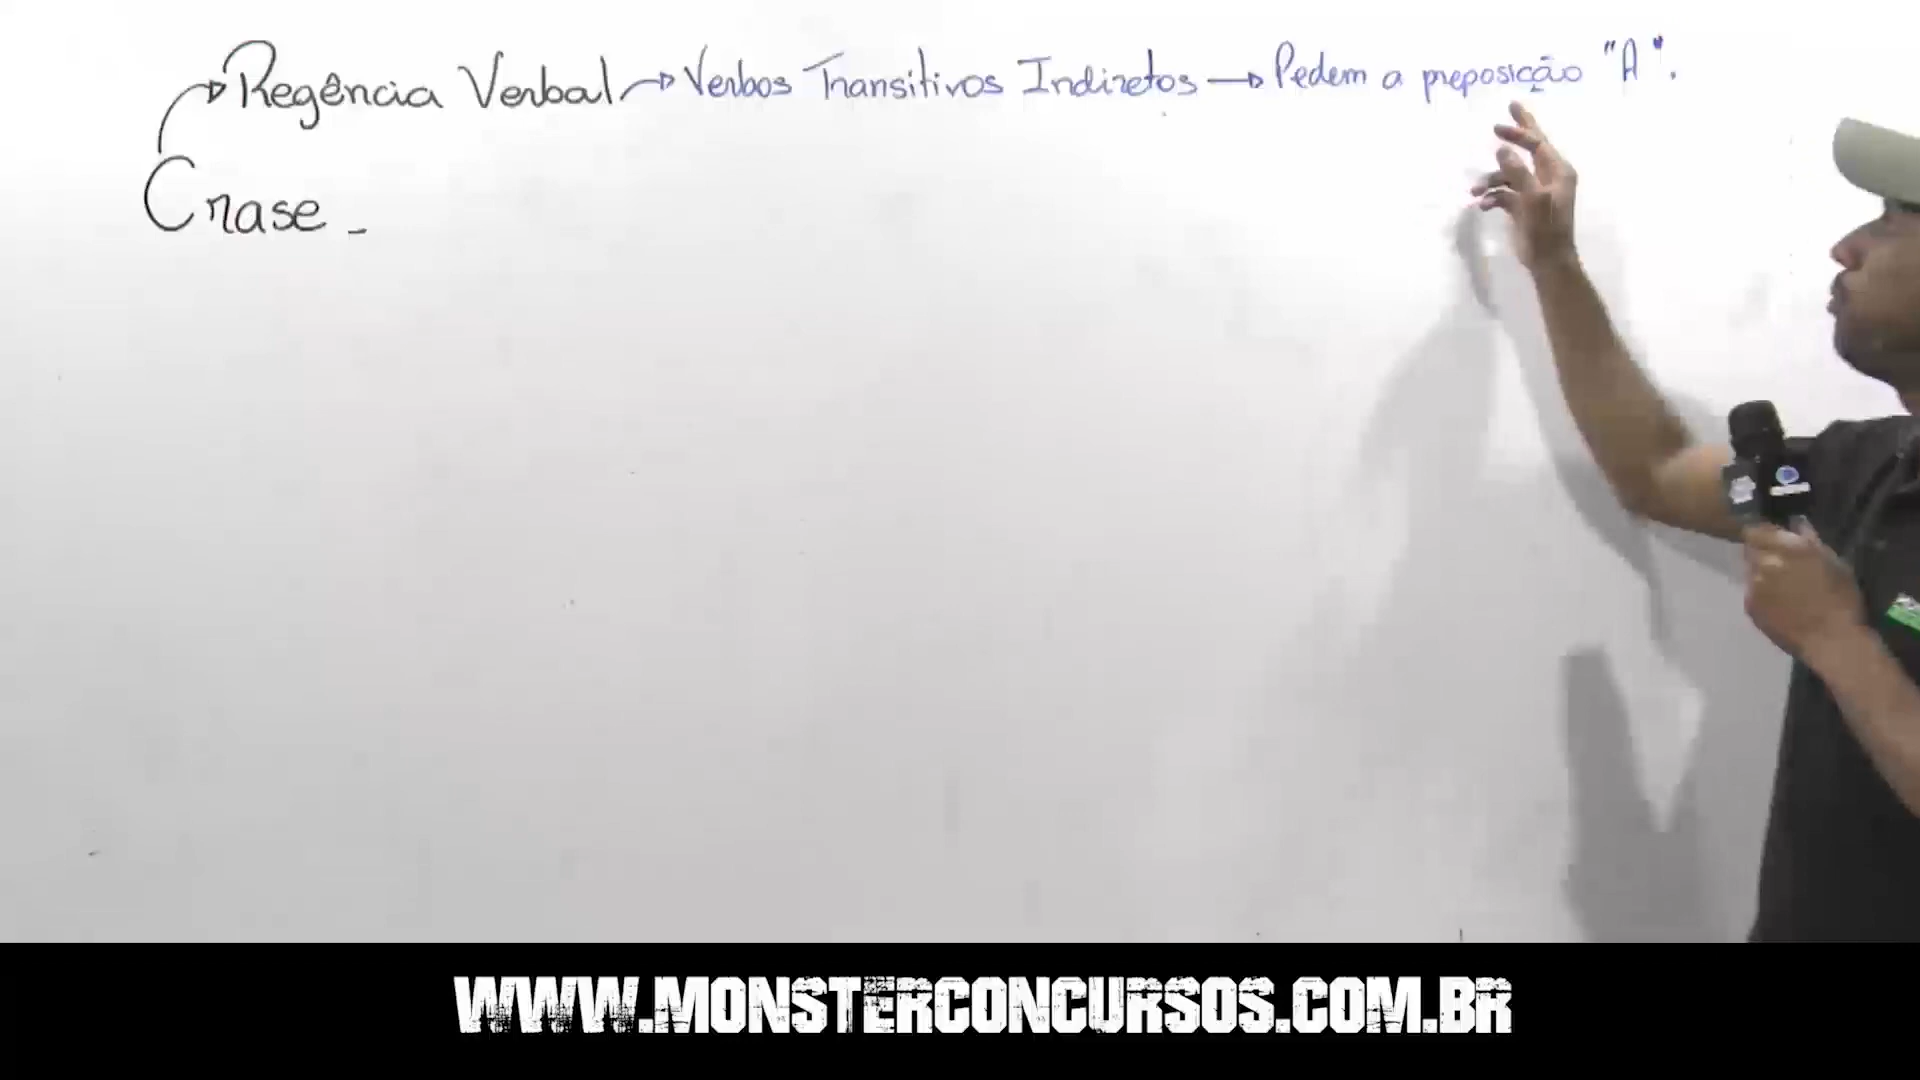 Regência Verbal → Verbos Transitivos Indiretos → Pedem a preposição "A".
Crase -
WWW.MONSTERCONCURSOS.COM.BR